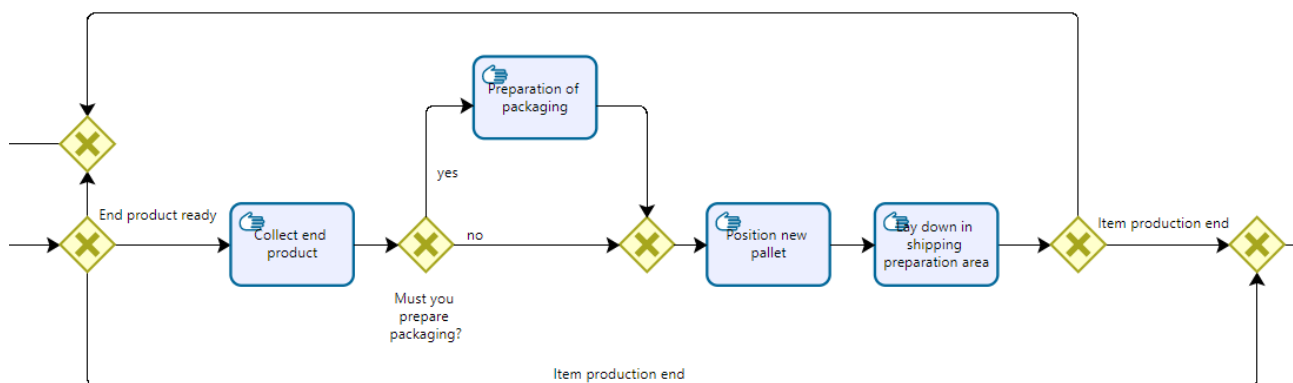 Preparation of
packaging
yes
End product ready
Collect end
product
no
Position new
pallet
Lay down in
shipping
preparation area
Item production end
Must you
prepare
packaging?
Item production end